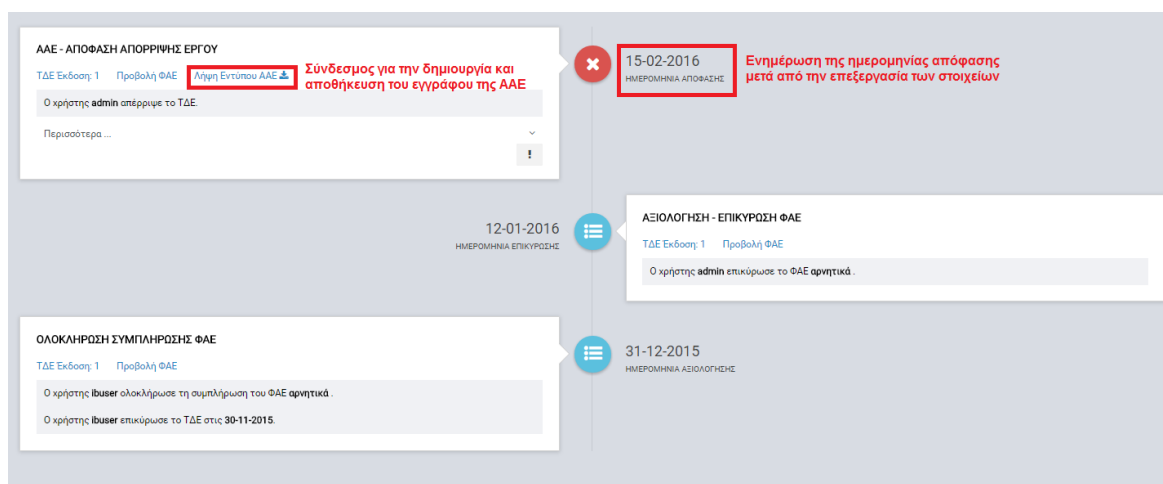 ΑΑΕ - ΑΠΟΦΑΣΗ ΑΠΟΡΡΙΨΗΣ ΕΡΓΟΥ
ΤΔΕ Έκδοση: 1 Προβολή ΦΑΕ Λήψη Εντύπου ΑΑΕ
Σύνδεσμος για την δημιουργία και
αποθήκευση του εγγράφου της ΑΑΕ
Ο χρήστης admin απέρριψε το ΤΔΕ.
Περισσότερα ...
!
15-02-2016
ΗΜΕΡΟΜΗΝΙΑ ΑΠΟΦΑΣΗΣ
Ενημέρωση της ημερομηνίας απόφασης
μετά από την επεξεργασία των στοιχείων
12-01-2016
ΗΜΕΡΟΜΗΝΙΑ ΕΠΙΚΥΡΩΣΗΣ
ΑΞΙΟΛΟΓΗΣΗ - ΕΠΙΚΥΡΩΣΗ ΦΑΕ
ΤΔΕ Έκδοση: 1 Προβολή ΦΑΕ
Ο χρήστης admin επικύρωσε το ΦΑΕ αρνητικά .
ΟΛΟΚΛΗΡΩΣΗ ΣΥΜΠΛΗΡΩΣΗΣ ΦΑΕ
ΤΔΕ Έκδοση: 1 Προβολή ΦΑΕ
Ο χρήστης ibuser ολοκλήρωσε τη συμπλήρωση του ΦΑΕ αρνητικά .
Ο χρήστης ibuser επικύρωσε το ΤΔΕ στις 30-11-2015.
31-12-2015
ΗΜΕΡΟΜΗΝΙΑ ΑΞΙΟΛΟΓΗΣΗΣ